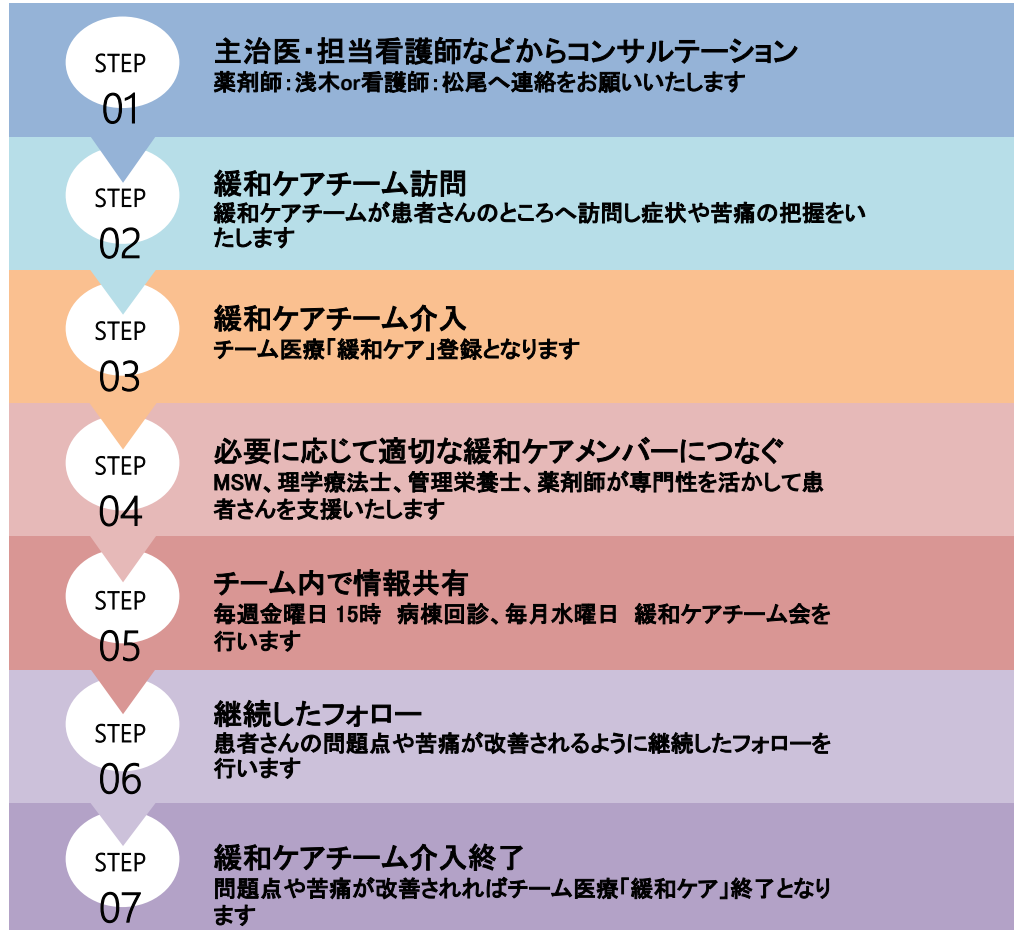 STEP
01
主治医・担当看護師などからコンサルテーション
薬剤師：浅木or看護師：松尾へ連絡をお願いいたします
STEP
02
緩和ケアチーム訪問
緩和ケアチームが患者さんのところへ訪問し症状や苦痛の把握をい
たします
STEP
03
緩和ケアチーム介入
チーム医療「緩和ケア」登録となります
STEP
04
必要に応じて適切な緩和ケアメンバーにつなぐ
MSW、理学療法士、管理栄養士、薬剤師が専門性を活かして患
者さんを支援いたします
STEP
05
チーム内で情報共有
毎週金曜日 15時　病棟回診、毎月水曜日　緩和ケアチーム会を
行います
STEP
06
継続したフォロー
患者さんの問題点や苦痛が改善されるように継続したフォローを
行います
STEP
07
緩和ケアチーム介入終了
問題点や苦痛が改善されればチーム医療「緩和ケア」終了となり
ます